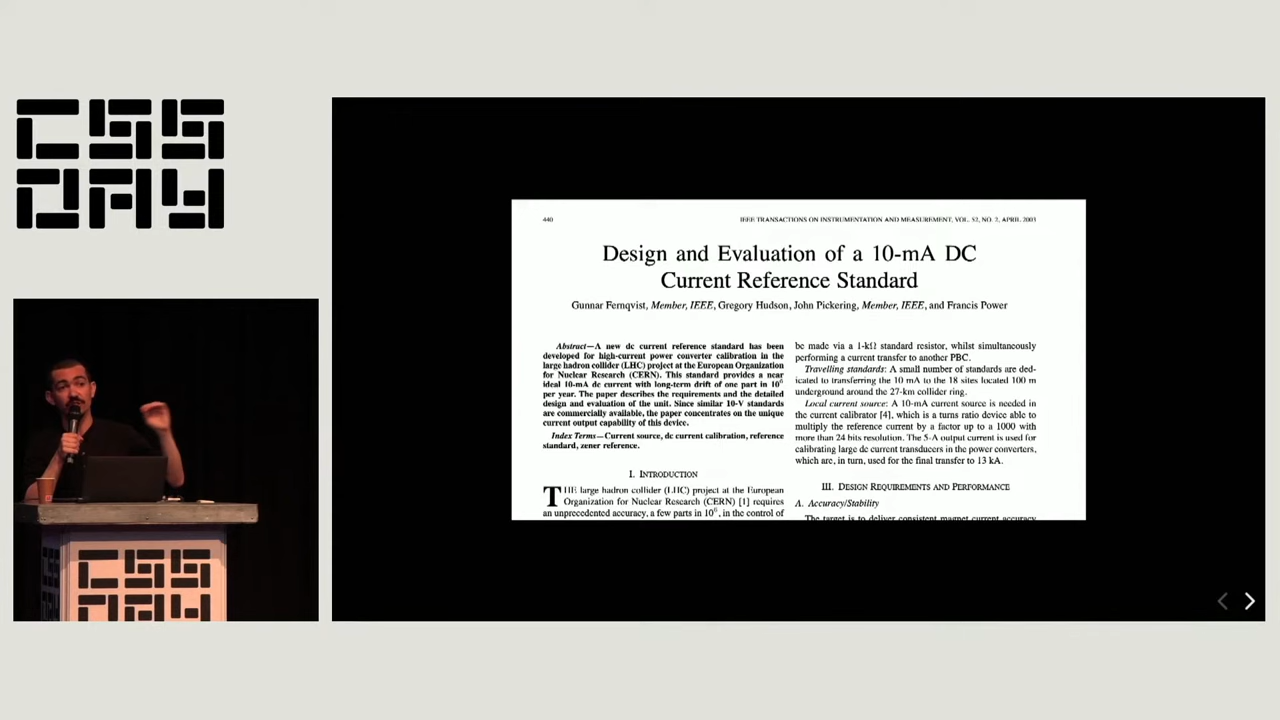 CSS
DAY
440
IEEE TRANSACTIONS ON INSTRUMENTATION AND MEASUREMENT, VOL. 52, NO. 2, APRIL 2003
Design and Evaluation of a 10-mA DC
Current Reference Standard
Gunnar Fernqvist, Member, IEEE, Gregory Hudson, John Pickering, Member, IEEE, and Francis Power
Abstract—A new dc current reference standard has been
developed for high-current power converter calibration in the
large hadron collider (LHC) project at the European Organization
for Nuclear Research (CERN). This standard provides a near
ideal 10-mA dc current with long-term drift of one part in 10⁶
per year. The paper describes the requirements and the detailed
design and evaluation of the unit. Since similar 10-V standards
are commercially available, the paper concentrates on the unique
current output capability of this device.
Index Terms—Current source, dc current calibration, reference
standard, zener reference.
I. INTRODUCTION
THE large hadron collider (LHC) project at the European
Organization for Nuclear Research (CERN) [1] requires
an unprecedented accuracy, a few parts in 10⁶, in the control of
be made via a 1-kΩ standard resistor, whilst simultaneously
performing a current transfer to another PBC.
Travelling standards: A small number of standards are ded-
icated to transferring the 10 mA to the 18 sites located 100 m
underground around the 27-km collider ring.
Local current source: A 10-mA current source is needed in
the current calibrator [4], which is a turns ratio device able to
multiply the reference current by a factor up to a 1000 with
more than 24 bits resolution. The 5-A output current is used for
calibrating large dc current transducers in the power converters,
which are, in turn, used for the final transfer to 13 kA.
III. DESIGN REQUIREMENTS AND PERFORMANCE
A. Accuracy/Stability
The target is to deliver consistent magnet current accuracy
CSS
DAY